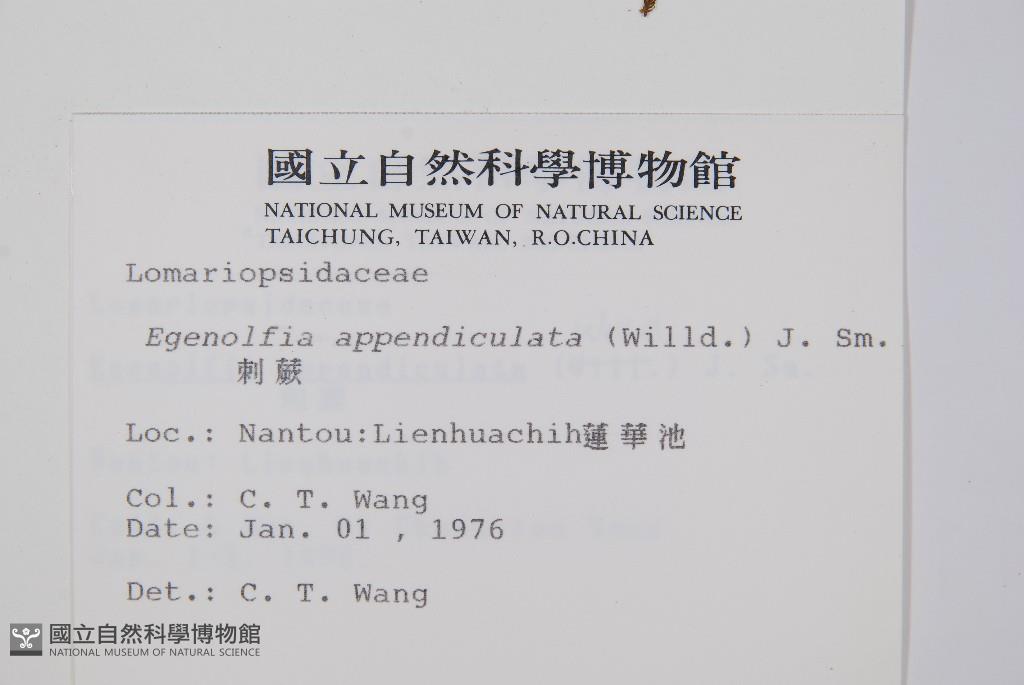 國立自然科學博物館
NATIONAL MUSEUM OF NATURAL SCIENCE
TAICHUNG, TAIWAN, R.O.CHINA
Lomariopsidaceae
Egenolfia appendiculata (Willd.) J. Sm.
刺蕨
Loc.: Nantou:Lienhuachih蓮華池
Col.: C. T. Wang
Date: Jan. 01 , 1976
Det.: C. T. Wang
國立自然科學博物館
NATIONAL MUSEUM OF NATURAL SCIENCE